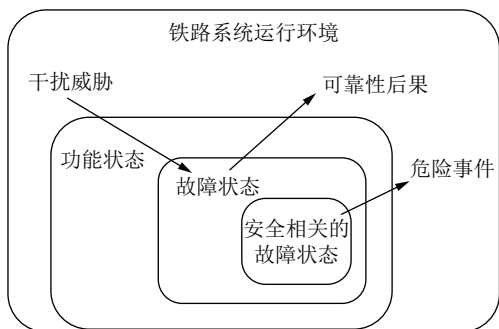 铁路系统运行环境
干扰威胁
可靠性后果
功能状态
故障状态
危险事件
安全相关的
故障状态